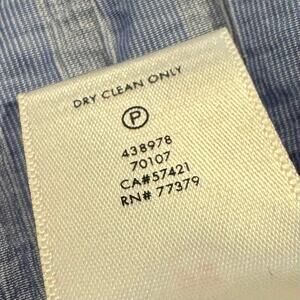 DRY CLEAN ONLY
P
438978
70107
CA#57421
RN# 77379